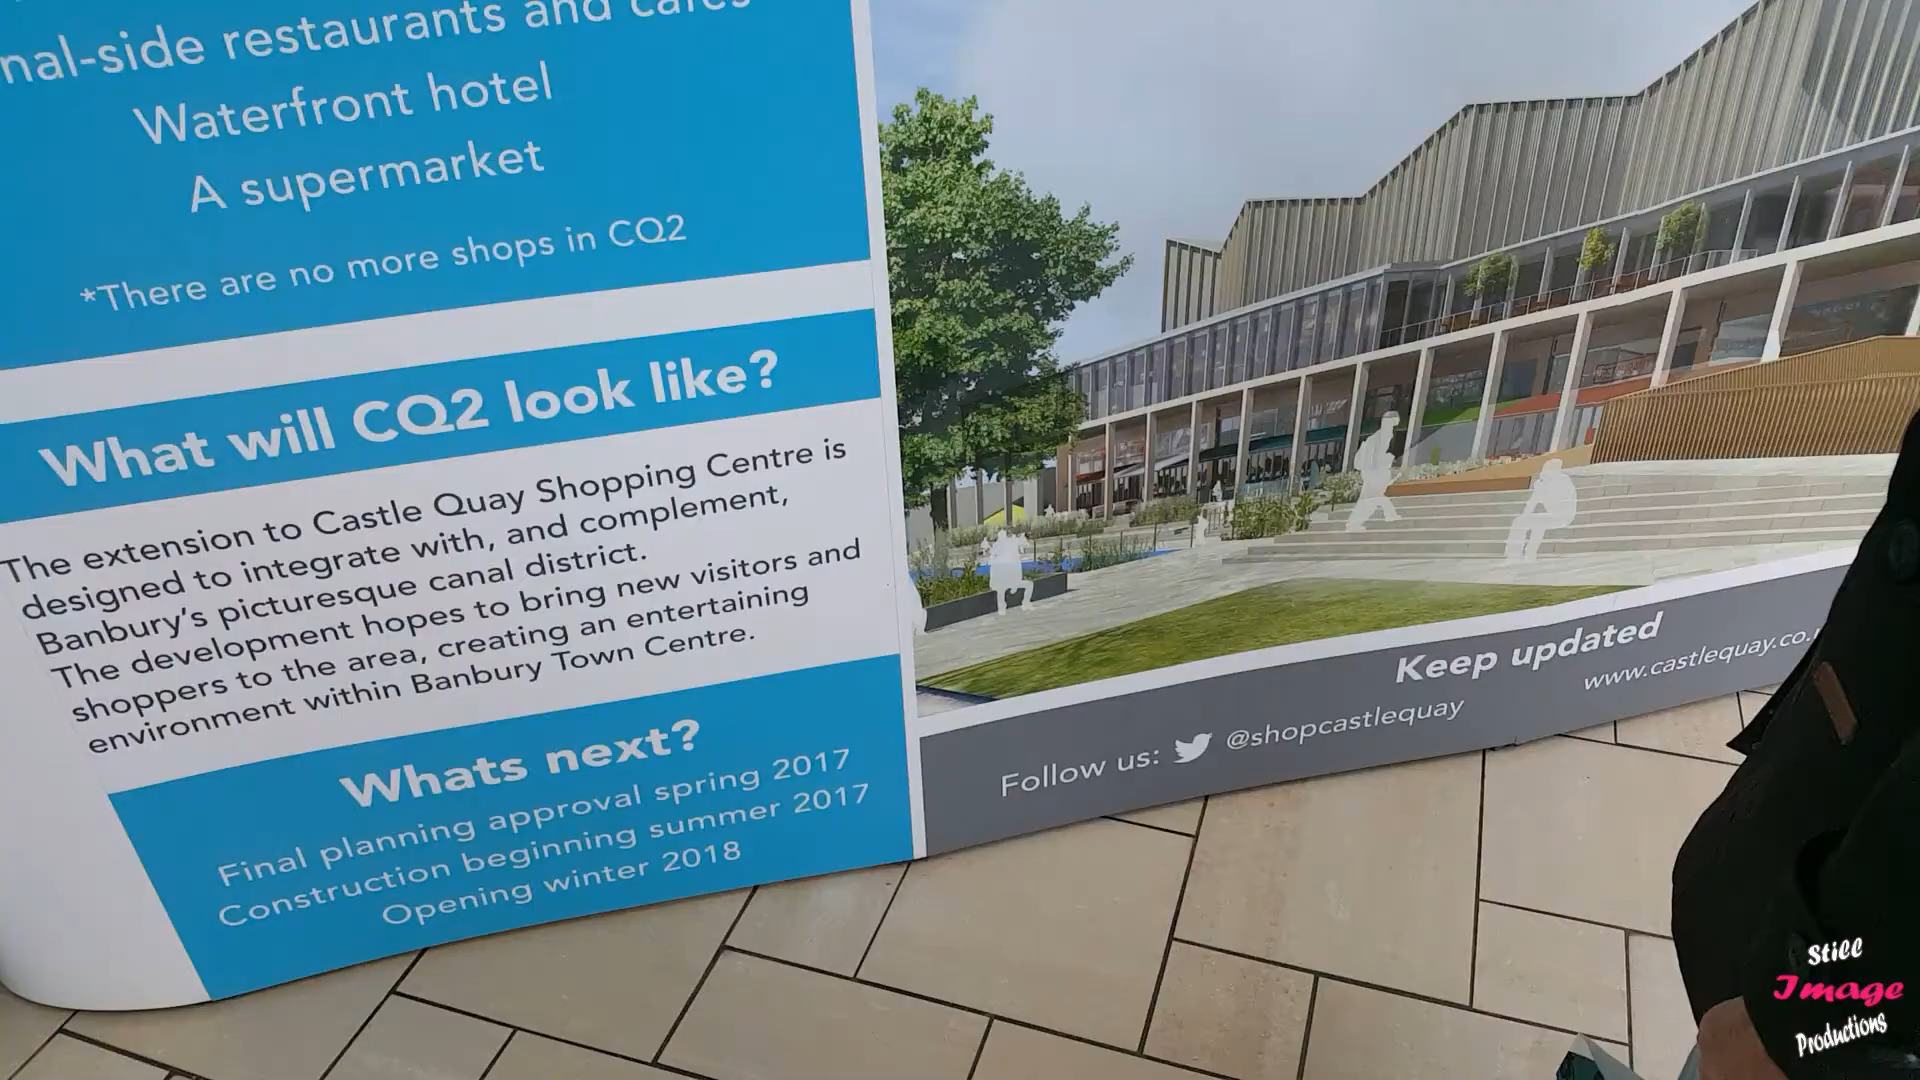 restaurants and cafes
Waterfront hotel
A supermarket
*There are no more shops in CQ2
What will CQ2 look like?
The extension to Castle Quay Shopping Centre is
designed to integrate with, and complement,
Banbury's picturesque canal district.
The development hopes to bring new visitors and
shoppers to the area, creating an entertaining
environment within Banbury Town Centre.
Whats next?
Final planning approval spring 2017
Construction beginning summer 2017
Opening winter 2018
Keep updated
www.castlequay.co.
Follow us: @shopcastlequay
Still
Image
Productions